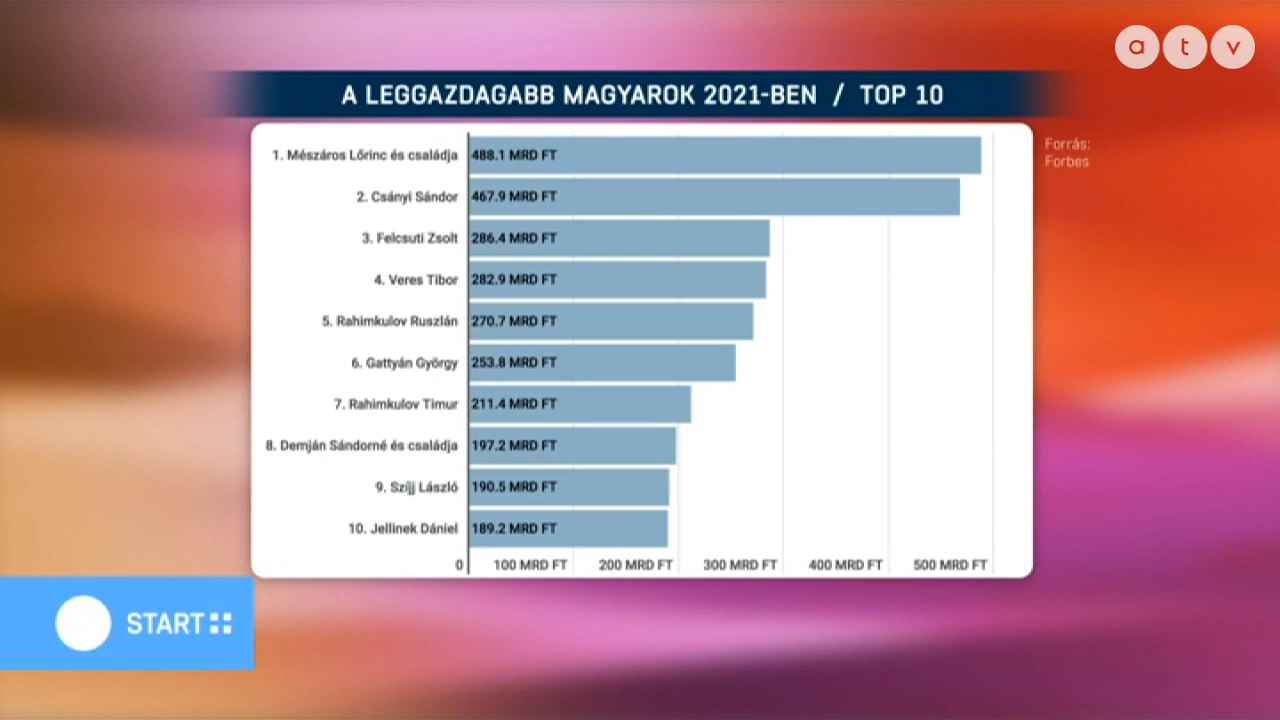 a t v
A LEGGAZDAGABB MAGYAROK 2021-BEN / TOP 10
Forrás:
Forbes
1. Mészáros Lőrinc és családja 488.1 MRD FT
2. Csányi Sándor 467.9 MRD FT
3. Felcsuti Zsolt 286.4 MRD FT
4. Veres Tibor 282.9 MRD FT
5. Rahimkulov Ruszlán 270.7 MRD FT
6. Gattyán György 253.8 MRD FT
7. Rahimkulov Timur 211.4 MRD FT
8. Demján Sándorné és családja 197.2 MRD FT
9. Szíjj László 190.5 MRD FT
10. Jellinek Dániel 189.2 MRD FT
0 100 MRD FT 200 MRD FT 300 MRD FT 400 MRD FT 500 MRD FT
START